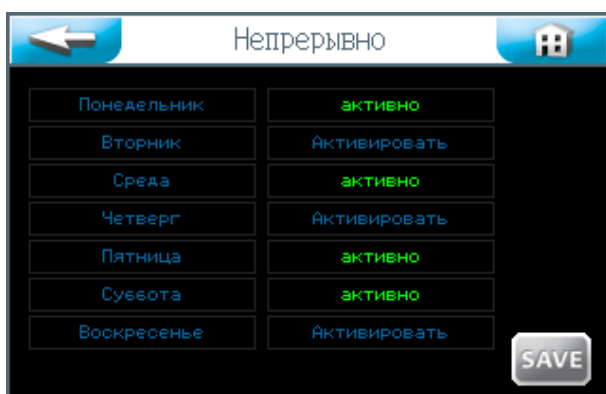 Непрерывно
Понедельник активно
Вторник Активировать
Среда активно
Четверг Активировать
Пятница активно
Суббота активно
Воскресенье Активировать
SAVE